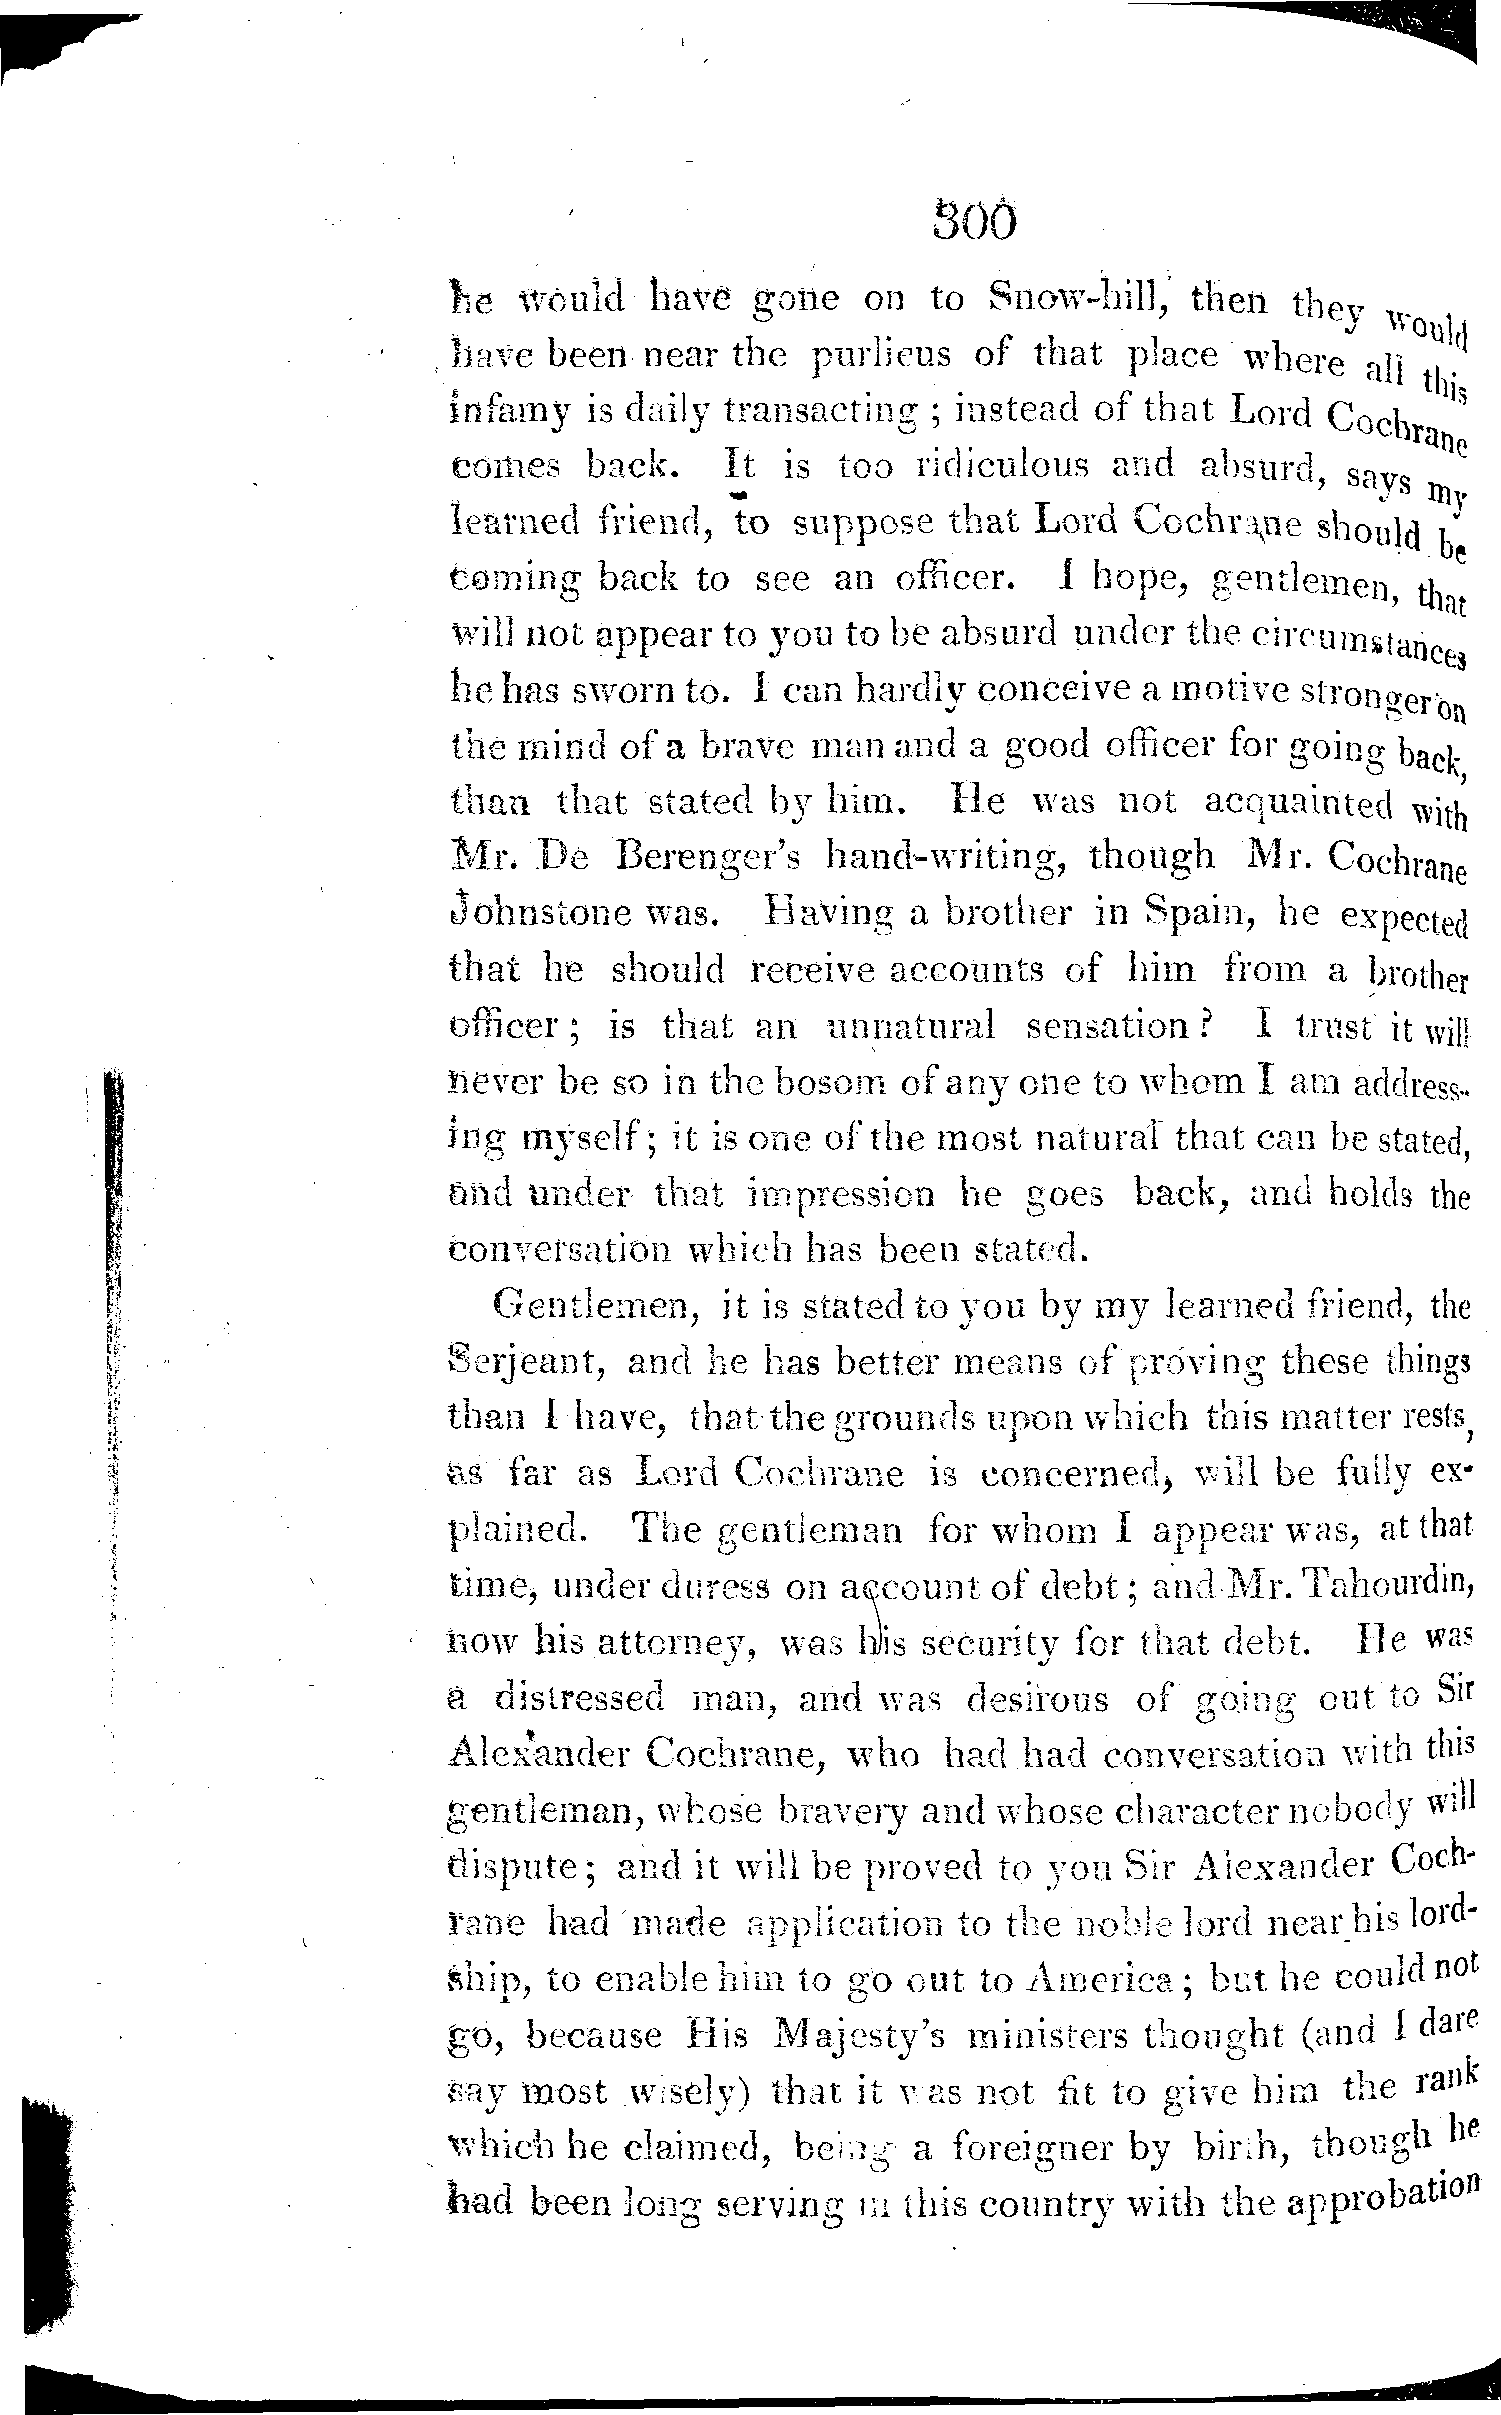 300
he would have gone on to Snow-hill, then they would
have been near the purlieus of that place where all this
infamy is daily transacting ; instead of that Lord Cochrane
comes back. It is too ridiculous and absurd, says my
learned friend, to suppose that Lord Cochrane should be
coming back to see an officer. I hope, gentlemen, that
will not appear to you to be absurd under the circumstances
he has sworn to. I can hardly conceive a motive stronger on
the mind of a brave man and a good officer for going back,
than that stated by him. He was not acquainted with
Mr. De Berenger's hand-writing, though Mr. Cochrane
Johnstone was. Having a brother in Spain, he expected
that he should receive accounts of him from a brother
officer ; is that an unnatural sensation? I trust it will
never be so in the bosom of any one to whom I am address-
ing myself; it is one of the most natural that can be stated,
and under that impression he goes back, and holds the
conversation which has been stated.
Gentlemen, it is stated to you by my learned friend, the
Serjeant, and he has better means of proving these things
than I have, that the grounds upon which this matter rests,
as far as Lord Cochrane is concerned, will be fully ex-
plained. The gentleman for whom I appear was, at that
time, under duress on account of debt ; and Mr. Tahourdin,
now his attorney, was his security for that debt. He was
a distressed man, and was desirous of going out to Sir
Alexander Cochrane, who had had conversation with this
gentleman, whose bravery and whose character nobody will
dispute; and it will be proved to you Sir Alexander Coch-
rane had made application to the noble lord near his lord-
ship, to enable him to go out to America ; but he could not
go, because His Majesty's ministers thought (and I dare
say most wisely) that it was not fit to give him the rank
which he claimed, being a foreigner by birth, though he
had been long serving in this country with the approbation